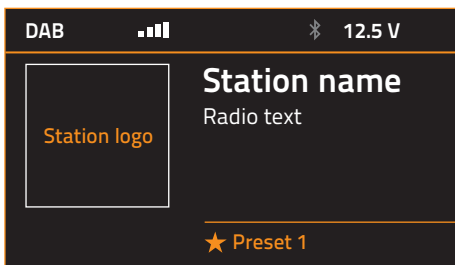 DAB 12.5 V
Station name
Radio text
Station logo
Preset 1